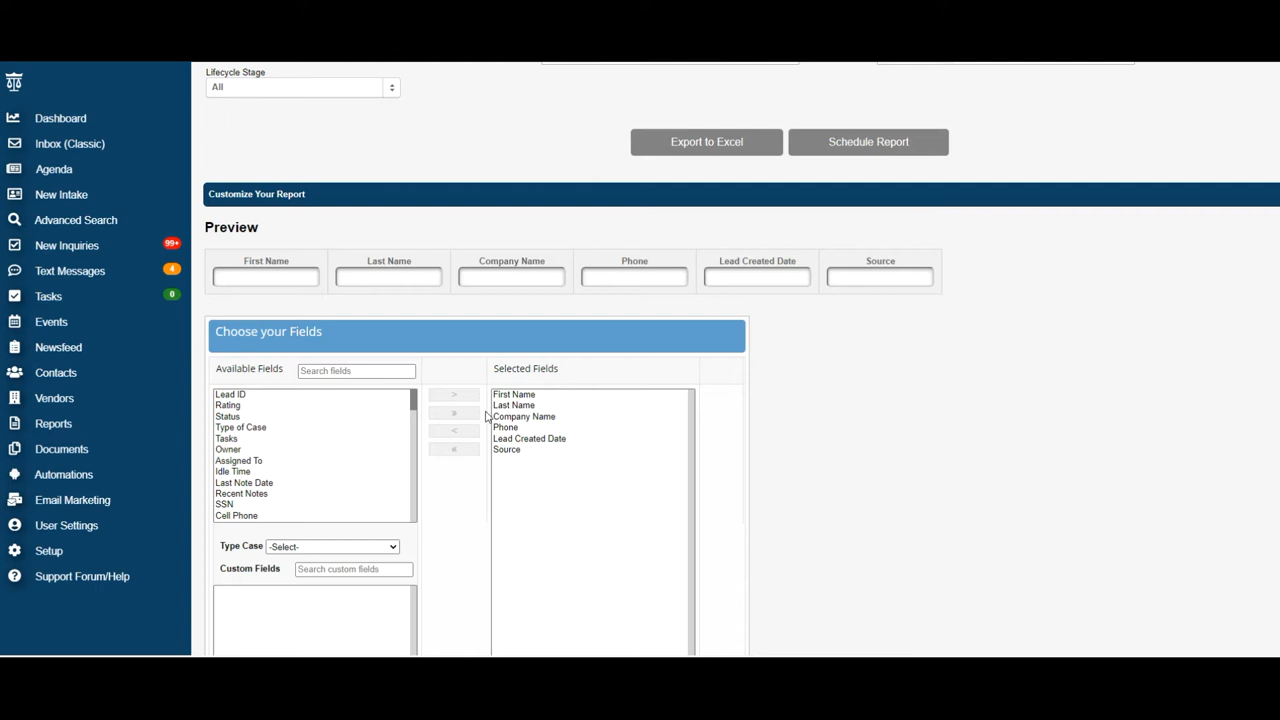 Lifecycle Stage
All
Export to Excel
Schedule Report
Dashboard
Inbox (Classic)
Agenda
New Intake
Advanced Search
New Inquiries 99+
Text Messages 4
Tasks 0
Events
Newsfeed
Contacts
Vendors
Reports
Documents
Automations
Email Marketing
User Settings
Setup
Support Forum/Help
Customize Your Report
Preview
First Name
Last Name
Company Name
Phone
Lead Created Date
Source
Choose your Fields
Available Fields
Search fields
Lead ID
Rating
Status
Type of Case
Tasks
Owner
Assigned To
Idle Time
Last Note Date
Recent Notes
SSN
Cell Phone
>
»
<
«
Selected Fields
First Name
Last Name
Company Name
Phone
Lead Created Date
Source
Type Case -Select-
Custom Fields Search custom fields